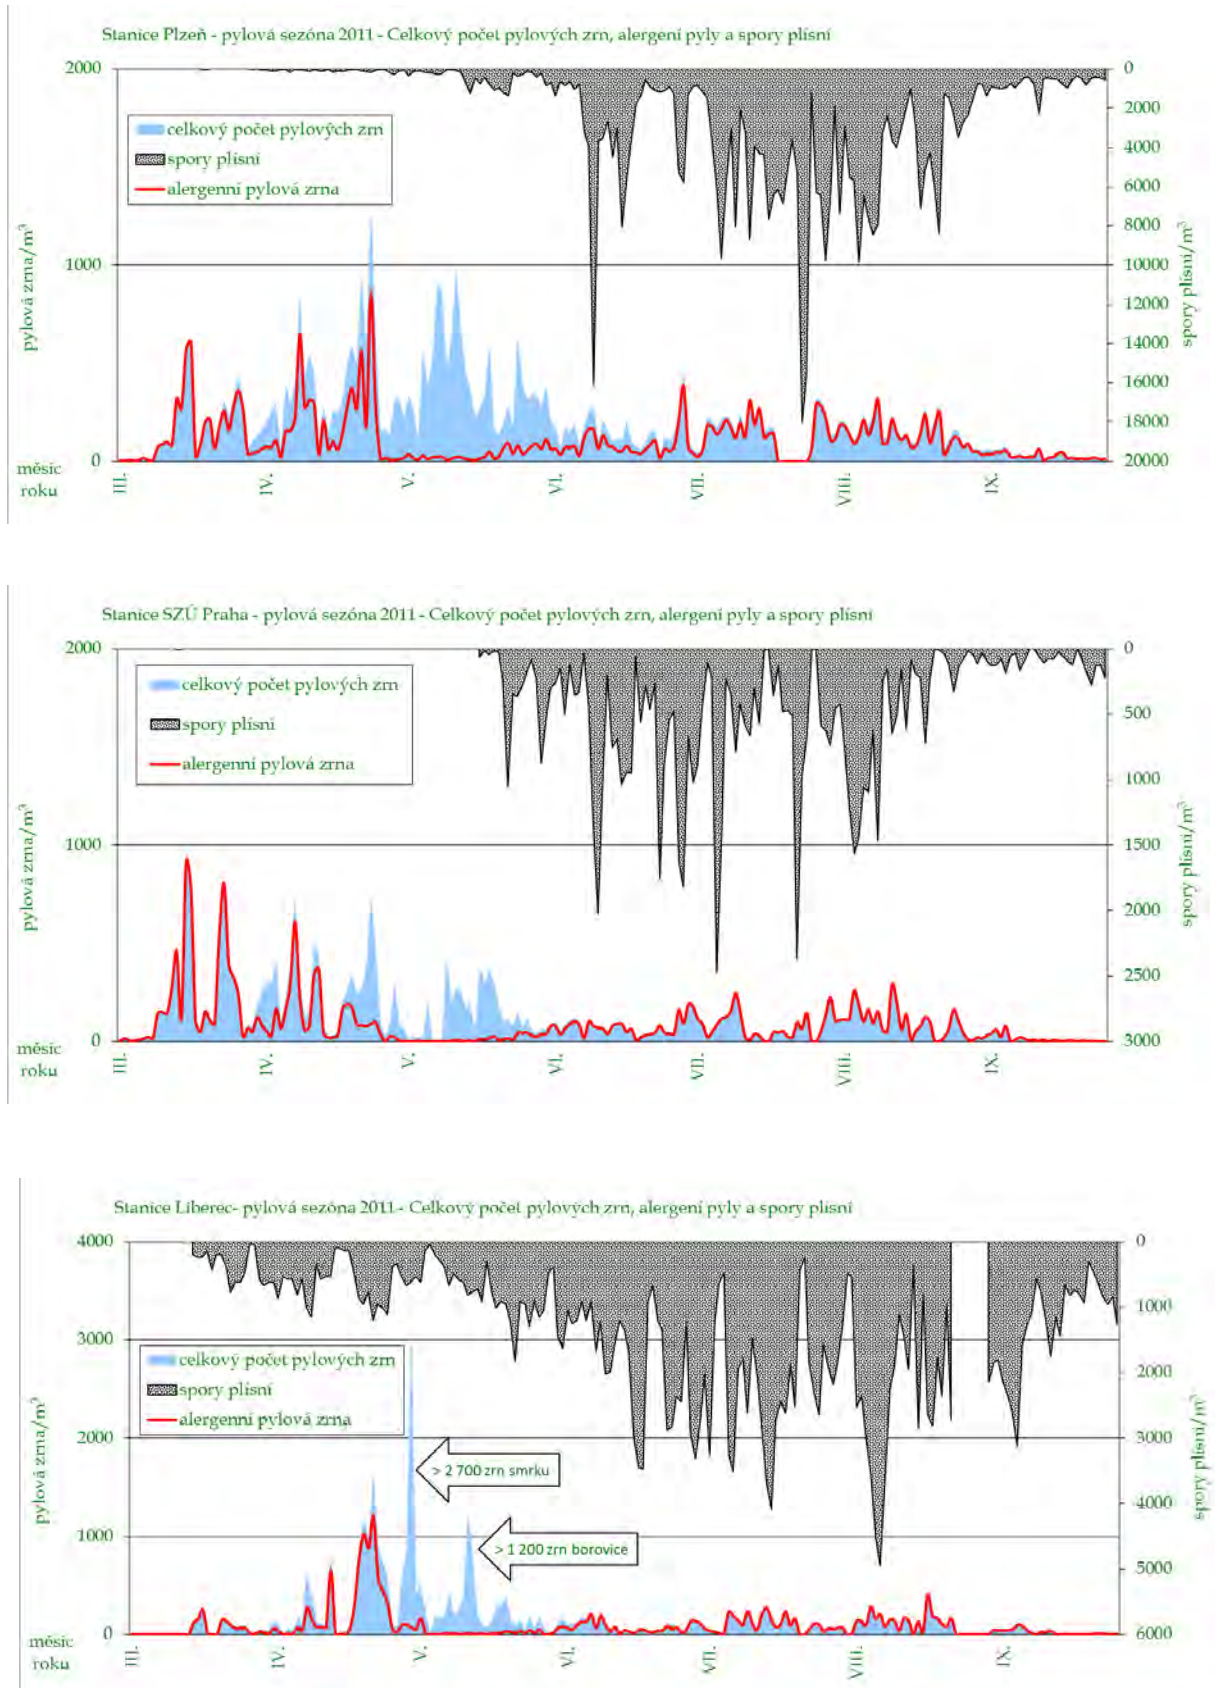 Stanice Plzeň - pylová sezóna 2011 - Celkový počet pylových zrn, alergení pyly a spory plísní
2000
1000
0
pylová zrna/m³
celkový počet pylových zrn
spory plísní
alergenní pylová zrna
0
2000
4000
6000
8000
10000
12000
14000
16000
18000
20000
spory plísní/m³
měsíc
roku
III.
IV.
V.
VI.
VII.
VIII.
IX.
Stanice SZÚ Praha - pylová sezóna 2011 - Celkový počet pylových zrn, alergení pyly a spory plísní
2000
1000
0
pylová zrna/m³
celkový počet pylových zrn
spory plísní
alergenní pylová zrna
0
500
1000
1500
2000
2500
3000
spory plísní/m³
měsíc
roku
III.
IV.
V.
VI.
VII.
VIII.
IX.
Stanice Liberec- pylová sezóna 2011 - Celkový počet pylových zrn, alergení pyly a spory plísní
4000
3000
2000
1000
0
pylová zrna/m³
celkový počet pylových zrn
spory plísní
alergenní pylová zrna
> 2 700 zrn smrku
> 1 200 zrn borovice
0
1000
2000
3000
4000
5000
6000
spory plísní/m³
měsíc
roku
III.
IV.
V.
VI.
VII.
VIII.
IX.